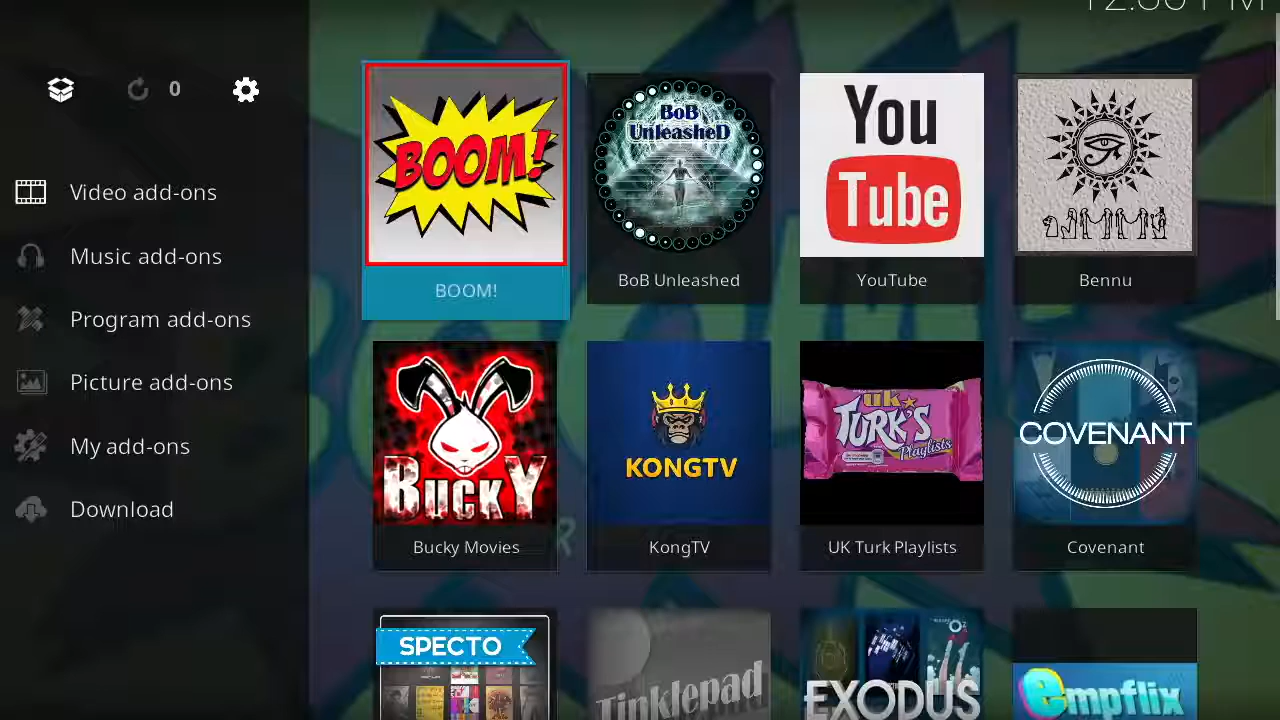 0
Video add-ons
Music add-ons
Program add-ons
Picture add-ons
My add-ons
Download
BOOM!
BOOM!
BoB
UnleasheD
BoB Unleashed
You
Tube
YouTube
Bennu
BUCKY
Bucky Movies
KONGTV
KongTV
uk
TURK'S
Playlists
UK Turk Playlists
COVENANT
Covenant
SPECTO
Tinklepad
EXODUS
empflix